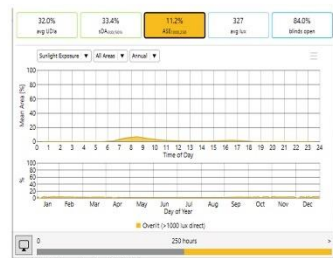 32.0%
avg UDIa
33.4%
sDA300/50%
11.2%
ASE1000,250
327
avg lux
84.0%
blinds open
Sunlight Exposure ▼ All Areas ▼ Annual ▼
Mean Area [%]
100
80
60
40
20
0
0 1 2 3 4 5 6 7 8 9 10 11 12 13 14 15 16 17 18 19 20 21 22 23 24
Time of Day
%
100
80
60
40
20
0
Jan Feb Mar Apr May Jun Jul Aug Sep Oct Nov Dec
Day of Year
Overlit (>1000 lux direct)
0 250 hours